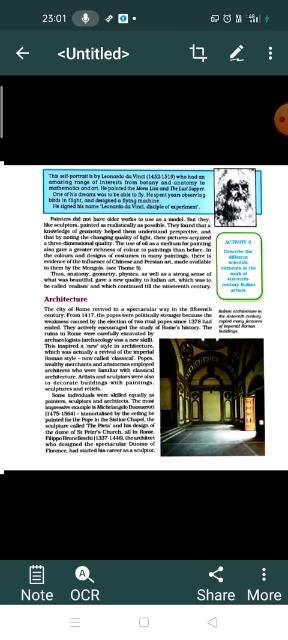 23:01
<Untitled>
This self-portrait is by Leonardo da Vinci (1452-1519) who had an
amazing range of interests from botany and anatomy to
mathematics and art. He painted the Mona Lisa and The Last Supper.
One of his dreams was to be able to fly. He spent years observing
birds in flight, and designed a flying machine.
He signed his name 'Leonardo da Vinci, disciple of experiment'.
Painters did not have older works to use as a model. But they,
like sculptors, painted as realistically as possible. They found that a
knowledge of geometry helped them understand perspective, and
that by noting the changing quality of light, their pictures acquired
a three-dimensional quality. The use of oil as a medium for painting
also gave a greater richness of colour to paintings than before. In
the colours and designs of costumes in many paintings, there is
evidence of the influence of Chinese and Persian art, made available
to them by the Mongols. (see Theme 5)
Thus, anatomy, geometry, physics, as well as a strong sense of
what was beautiful, gave a new quality to Italian art, which was to
be called 'realism' and which continued till the nineteenth century.
ACTIVITY 2
Describe the
different
scientific
elements in the
work of
sixteenth-
century Italian
artists.
Architecture
The city of Rome revived in a spectacular way in the fifteenth
century. From 1417, the popes were politically stronger because the
weakness caused by the election of two rival popes since 1378 had
ended. They actively encouraged the study of Rome's history. The
ruins in Rome were carefully excavated by
archaeologists (archaeology was a new skill).
This inspired a 'new' style in architecture,
which was actually a revival of the imperial
Roman style – now called 'classical'. Popes,
wealthy merchants and aristocrats employed
architects who were familiar with classical
architecture. Artists and sculptors were also
to decorate buildings with paintings,
sculptures and reliefs.
Some individuals were skilled equally as
painters, sculptors and architects. The most
impressive example is Michelangelo Buonarroti
(1475-1564) – immortalised by the ceiling he
painted for the Pope in the Sistine Chapel, the
sculpture called 'The Pieta' and his design of
the dome of St Peter's Church, all in Rome.
Filippo Brunelleschi (1337-1446), the architect
who designed the spectacular Duomo of
Florence, had started his career as a sculptor.
Italian architecture in
the sixteenth century
copied many features
of imperial Roman
buildings.
Note
OCR
Share
More